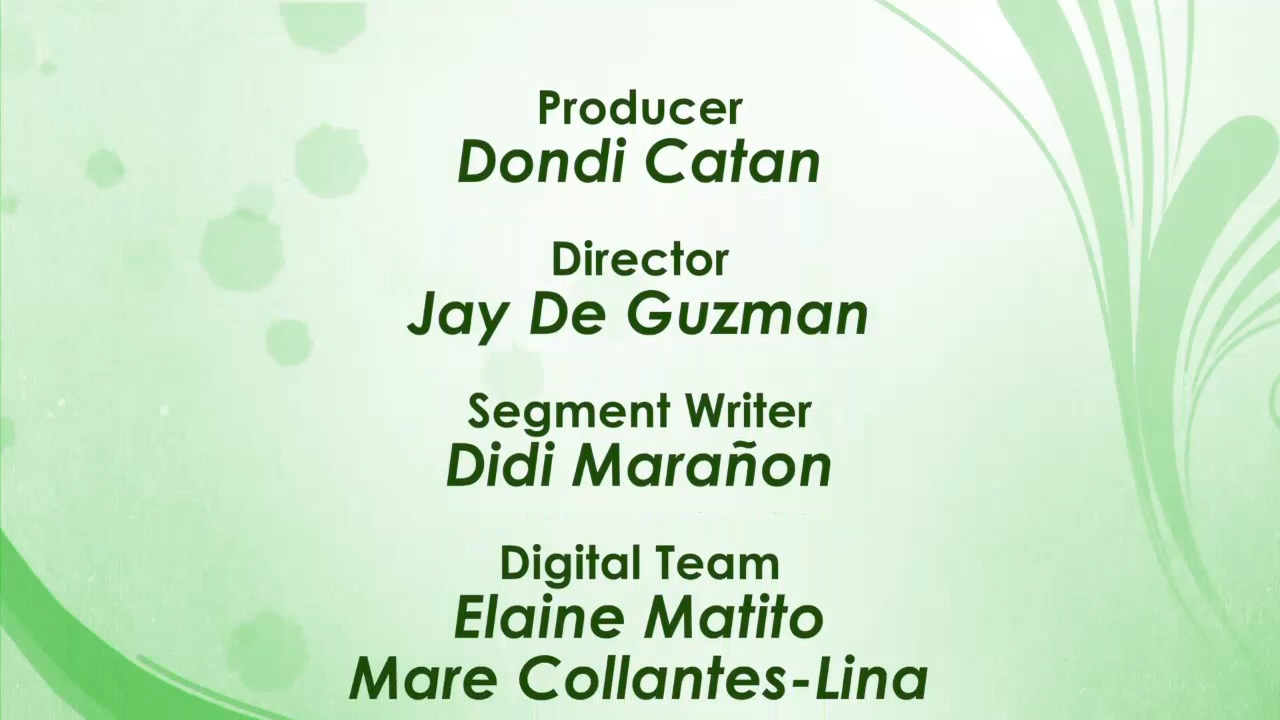 Producer
Dondi Catan
Director
Jay De Guzman
Segment Writer
Didi Marañon
Digital Team
Elaine Matito
Mare Collantes-Lina